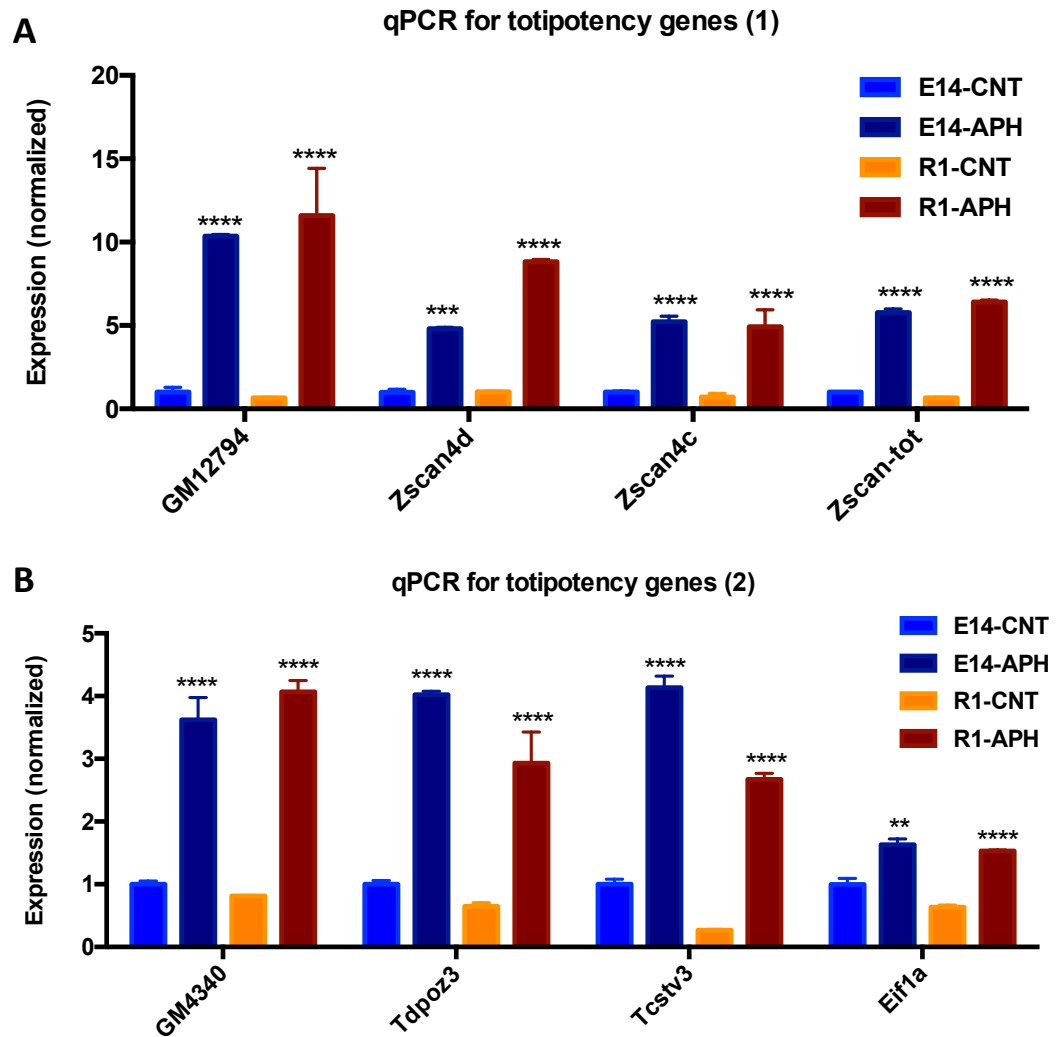 A
qPCR for totipotency genes (1)
Expression (normalized)
20
15
10
5
0
E14-CNT
E14-APH
R1-CNT
R1-APH
****
****
***
****
****
****
****
****
GM12794
Zscan4d
Zscan4c
Zscan-tot
B
qPCR for totipotency genes (2)
Expression (normalized)
5
4
3
2
1
0
E14-CNT
E14-APH
R1-CNT
R1-APH
****
****
****
****
****
****
**
****
GM4340
Tdpoz3
Tcstv3
Eif1a